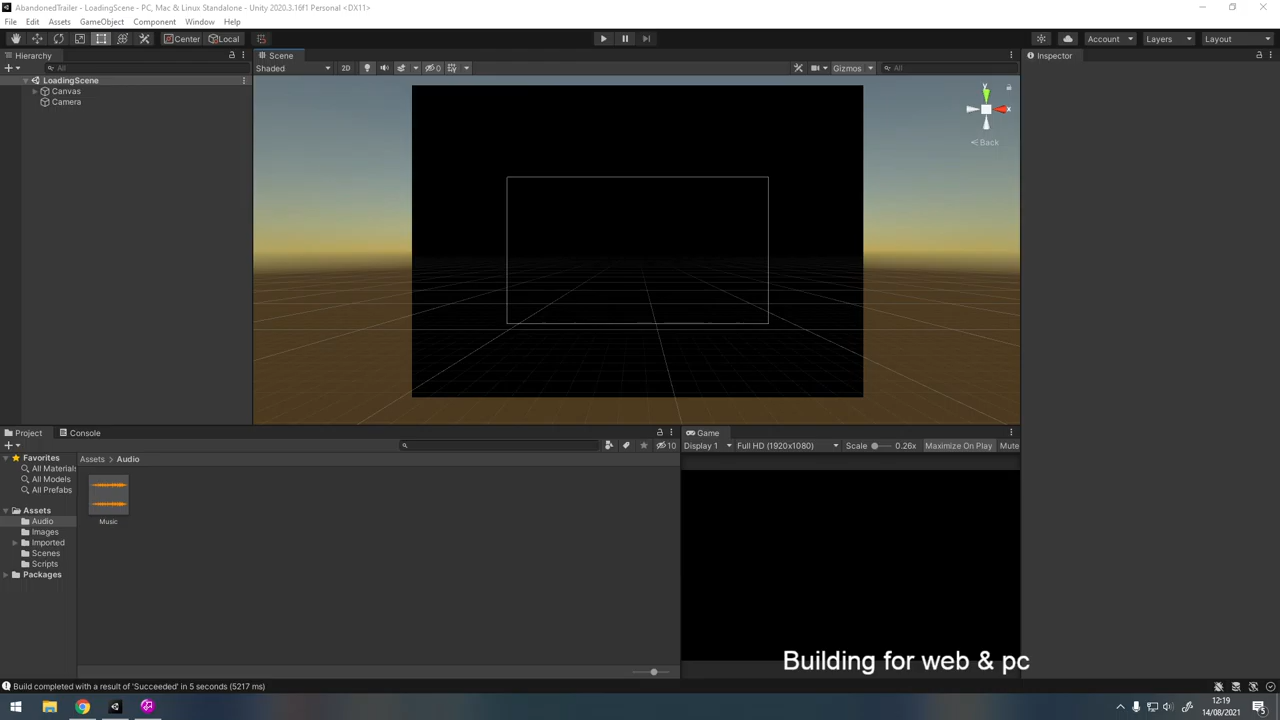 AbandonedTrailer - LoadingScene - PC, Mac & Linux Standalone - Unity 2020.3.16f1 Personal <DX11>
File Edit Assets GameObject Component Window Help
Center Local Account Layers Layout
Hierarchy Scene Inspector
All Shaded 2D 0 Gizmos All
LoadingScene
Canvas
Camera
y
x
Back
Project Console Game
10 Display 1 Full HD (1920x1080) Scale 0.26x Maximize On Play Mute
Favorites
All Materials
All Models
All Prefabs
Assets
Audio
Images
Imported
Scenes
Scripts
Packages
Assets Audio
Music
Building for web & pc
Build completed with a result of 'Succeeded' in 5 seconds (5217 ms)
12:19
14/08/2021